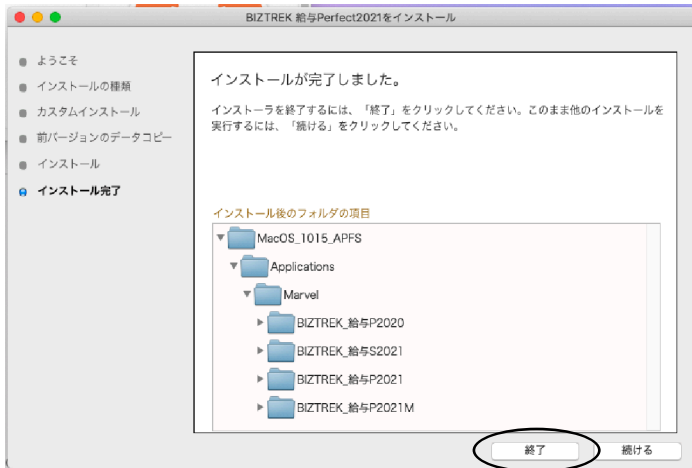 BIZTREK 給与Perfect2021をインストール
ようこそ
インストールの種類
カスタムインストール
前バージョンのデータコピー
インストール
インストール完了
インストールが完了しました。
インストーラを終了するには、「終了」をクリックしてください。このまま他のインストールを
実行するには、「続ける」をクリックしてください。
インストール後のフォルダの項目
MacOS_1015_APFS
Applications
Marvel
BIZTREK_給与P2020
BIZTREK_給与S2021
BIZTREK_給与P2021
BIZTREK_給与P2021M
終了
続ける